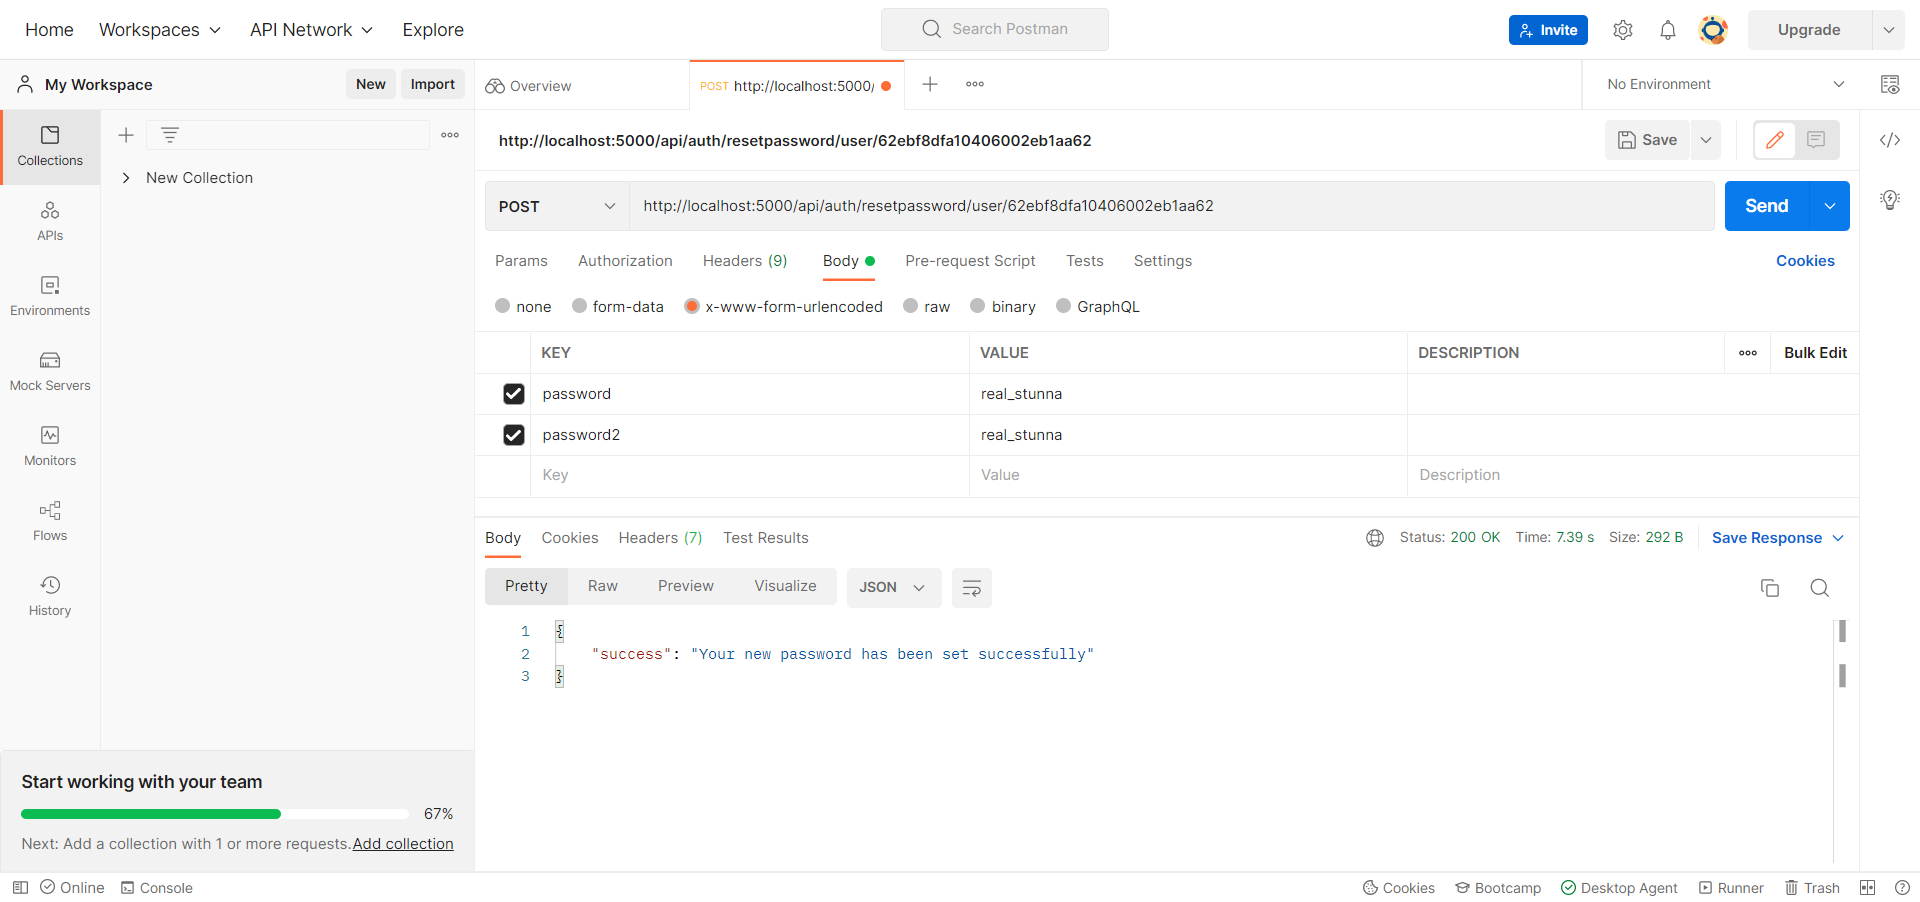 Home Workspaces API Network Explore Search Postman Invite Upgrade
My Workspace New Import Overview POST http://localhost:5000/ No Environment
Collections
New Collection
APIs
Environments
Mock Servers
Monitors
Flows
History
http://localhost:5000/api/auth/resetpassword/user/62ebf8dfa10406002eb1aa62 Save
POST http://localhost:5000/api/auth/resetpassword/user/62ebf8dfa10406002eb1aa62 Send
Params Authorization Headers (9) Body Pre-request Script Tests Settings Cookies
none form-data x-www-form-urlencoded raw binary GraphQL
KEY VALUE DESCRIPTION Bulk Edit
password real_stunna
password2 real_stunna
Key Value Description
Body Cookies Headers (7) Test Results Status: 200 OK Time: 7.39 s Size: 292 B Save Response
Pretty Raw Preview Visualize JSON
1 {
2 "success": "Your new password has been set successfully"
3 }
Start working with your team
67%
Next: Add a collection with 1 or more requests. Add collection
Online Console Cookies Bootcamp Desktop Agent Runner Trash